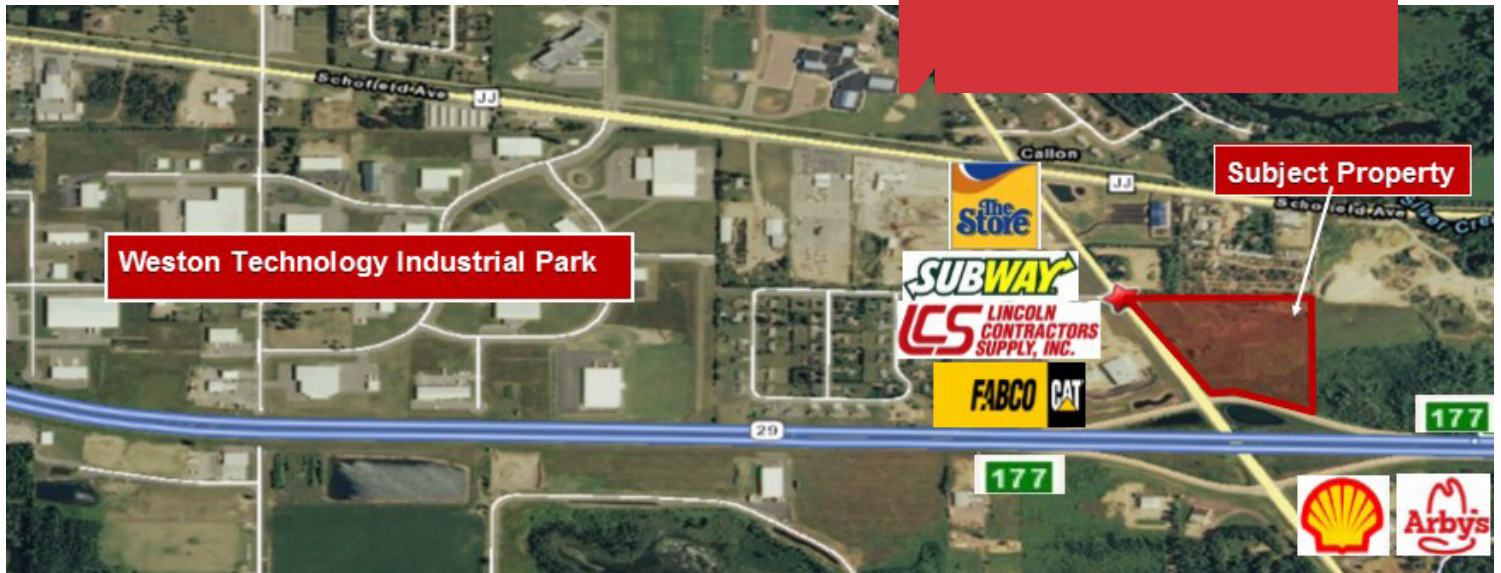 Schofield Ave
JJ
Callon
JJ
Subject Property
Schofield Ave
The
Store
Weston Technology Industrial Park
SUBWAY
LCS LINCOLN
CONTRACTORS
SUPPLY, INC.
FABCO CAT
177
29
177
Arby's